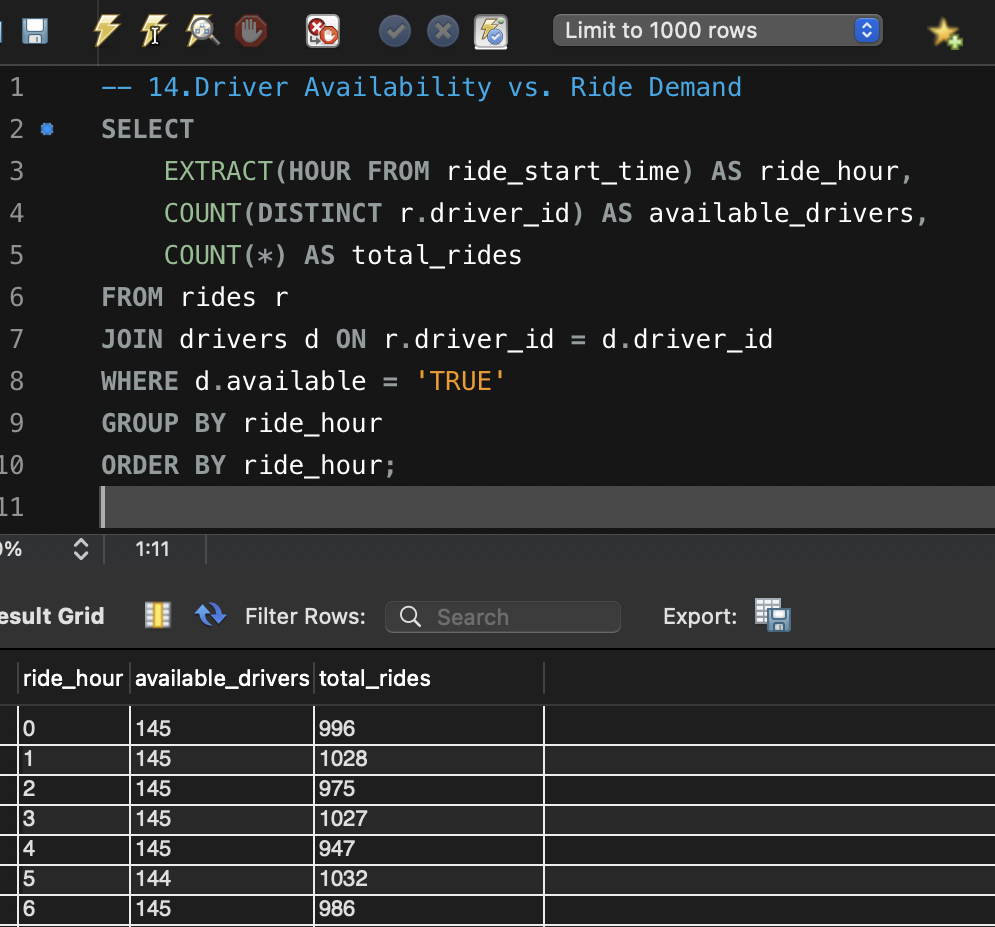 Limit to 1000 rows
1 -- 14.Driver Availability vs. Ride Demand
2 SELECT
3 EXTRACT(HOUR FROM ride_start_time) AS ride_hour,
4 COUNT(DISTINCT r.driver_id) AS available_drivers,
5 COUNT(*) AS total_rides
6 FROM rides r
7 JOIN drivers d ON r.driver_id = d.driver_id
8 WHERE d.available = 'TRUE'
9 GROUP BY ride_hour
10 ORDER BY ride_hour;
11
% 1:11
esult Grid Filter Rows: Search Export:
ride_hour available_drivers total_rides
0 145 996
1 145 1028
2 145 975
3 145 1027
4 145 947
5 144 1032
6 145 986